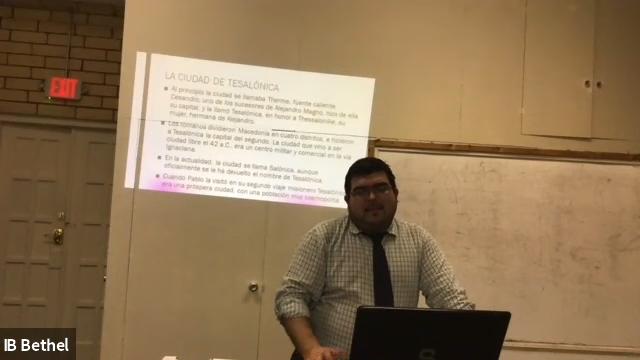 EXIT
LA CIUDAD DE TESALÓNICA
Al principio la ciudad se llamaba Therme, fuente caliente.
Cesandro, uno de los sucesores de Alejandro Magno, hizo de ella
su capital, y la llamó Tesalónica, en honor a Thessalonike, su
mujer, hermana de Alejandro.
Los romanos dividieron Macedonia en cuatro distritos, e hicieron
a Tesalónica la capital del segundo. La ciudad que vino a ser
ciudad libre el 42 a.C., era un centro militar y comercial en la vía
Ignaciana.
En la actualidad, la ciudad se llama Salónica, aunque
oficialmente se le ha devuelto el nombre de Tesalónica.
Cuando Pablo la visitó en su segundo viaje misionero Tesalónica
era una próspera ciudad, con una población muy cosmopolita
IB Bethel